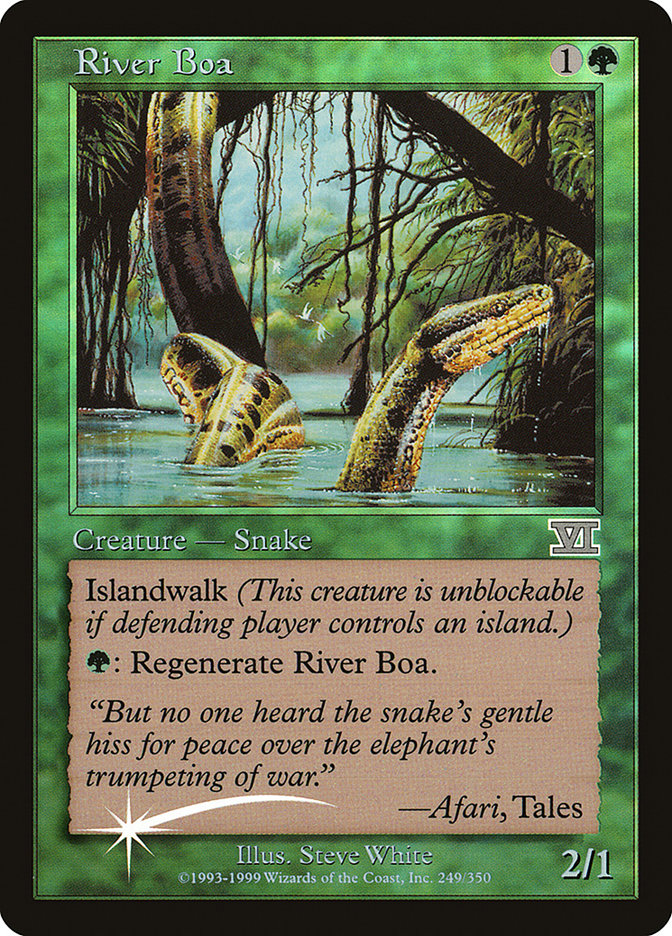 River Boa
1
Creature — Snake
VI
Islandwalk (This creature is unblockable
if defending player controls an island.)
: Regenerate River Boa.
“But no one heard the snake’s gentle
hiss for peace over the elephant’s
trumpeting of war.”
—Afari, Tales
Illus. Steve White
©1993-1999 Wizards of the Coast, Inc. 249/350
2/1